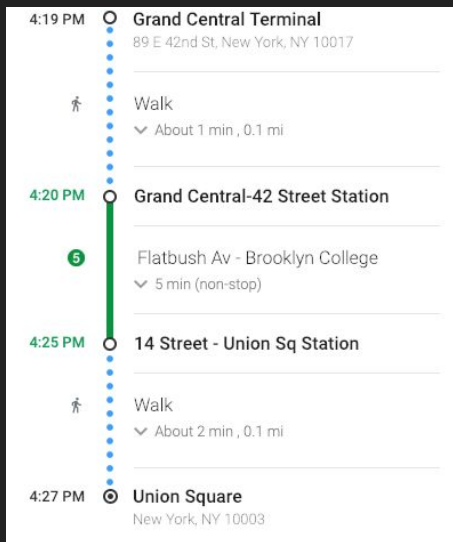 4:19 PM Grand Central Terminal
89 E 42nd St, New York, NY 10017
Walk
About 1 min , 0.1 mi
4:20 PM Grand Central-42 Street Station
5 Flatbush Av - Brooklyn College
5 min (non-stop)
4:25 PM 14 Street - Union Sq Station
Walk
About 2 min , 0.1 mi
4:27 PM Union Square
New York, NY 10003